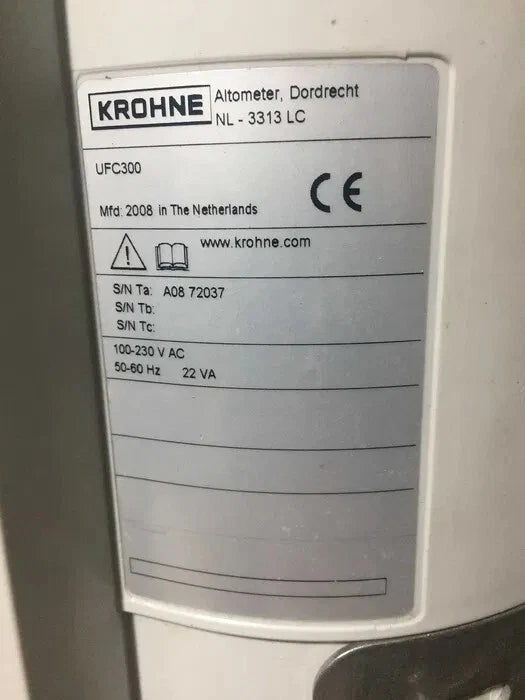 KROHNE
Altometer, Dordrecht
NL - 3313 LC
UFC300
Mfd: 2008 in The Netherlands
CE
www.krohne.com
S/N Ta: A08 72037
S/N Tb:
S/N Tc:
100-230 V AC
50-60 Hz 22 VA